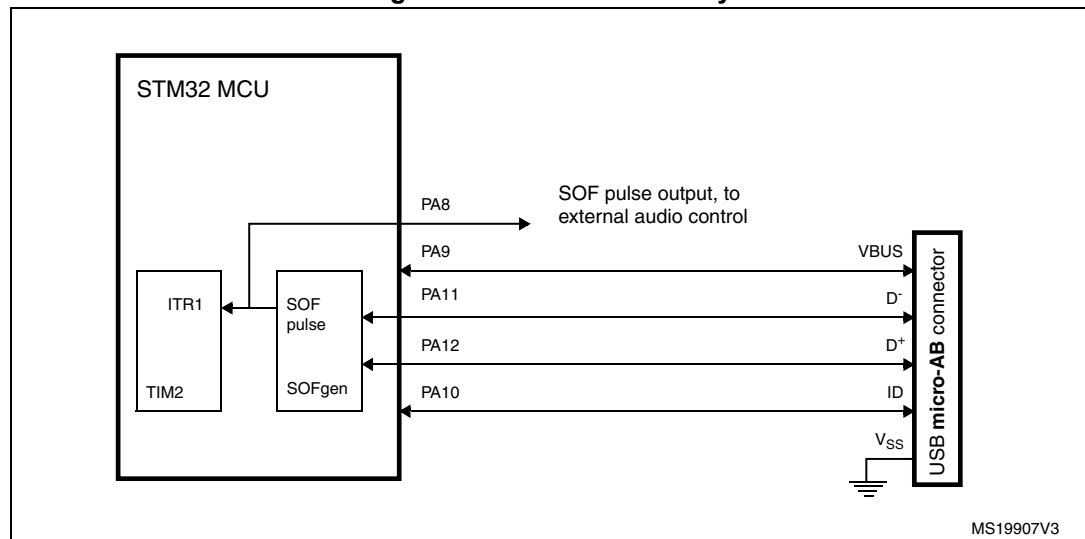 STM32 MCU
PA8
SOF pulse output, to
external audio control
PA9
VBUS
ITR1
SOF
pulse
PA11
D-
PA12
D+
TIM2
SOFgen
PA10
ID
VSS
USB micro-AB connector
MS19907V3